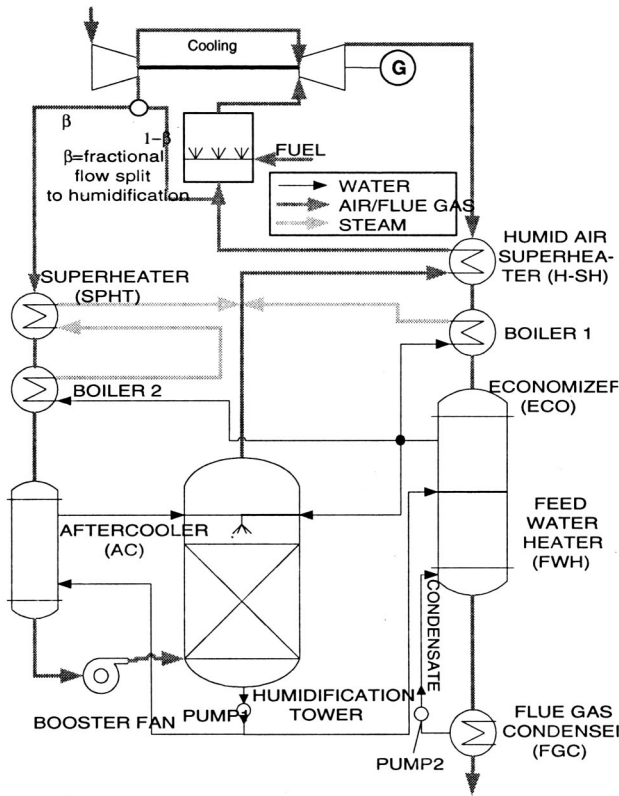 Cooling
G
β
1-β
β=fractional
flow split
to humidification
FUEL
WATER
AIR/FLUE GAS
STEAM
HUMID AIR
SUPERHEA-
TER (H-SH)
SUPERHEATER
(SPHT)
BOILER 1
BOILER 2
ECONOMIZEF
(ECO)
AFTERCOOLER
(AC)
FEED
WATER
HEATER
(FWH)
CONDENSATE
HUMIDIFICATION
TOWER
BOOSTER FAN
PUMP1
PUMP2
FLUE GAS
CONDENSEI
(FGC)